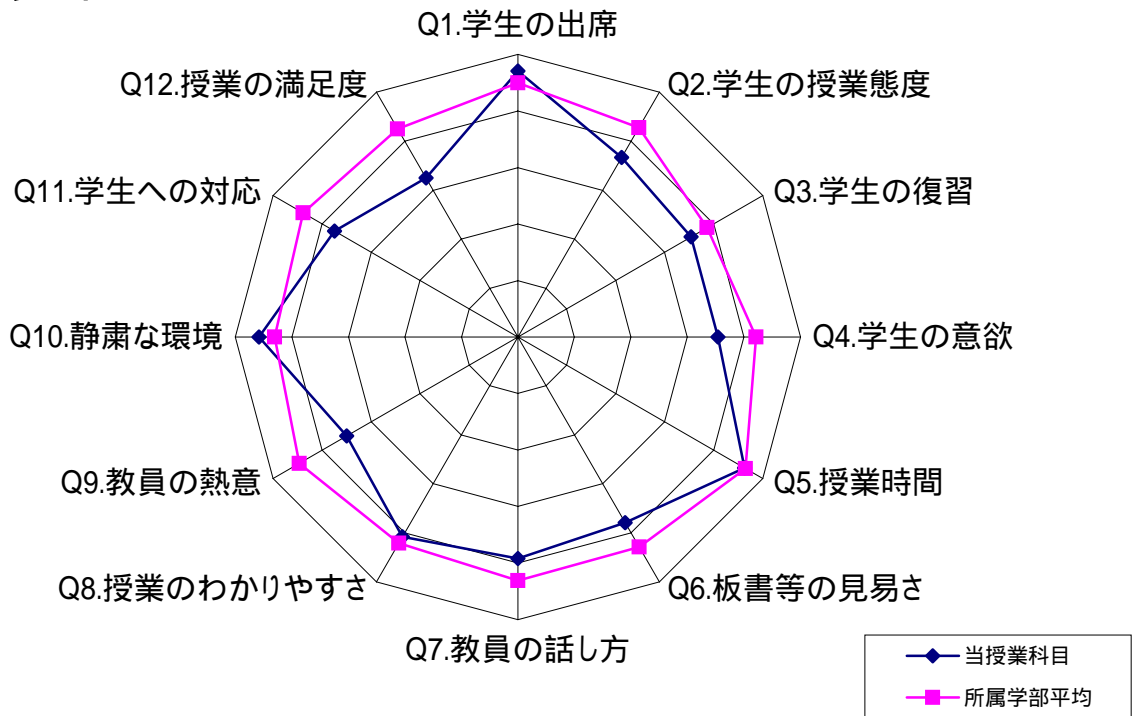 Q1.学生の出席
Q2.学生の授業態度
Q3.学生の復習
Q4.学生の意欲
Q5.授業時間
Q6.板書等の見易さ
Q7.教員の話し方
Q8.授業のわかりやすさ
Q9.教員の熱意
Q10.静粛な環境
Q11.学生への対応
Q12.授業の満足度
当授業科目
所属学部平均